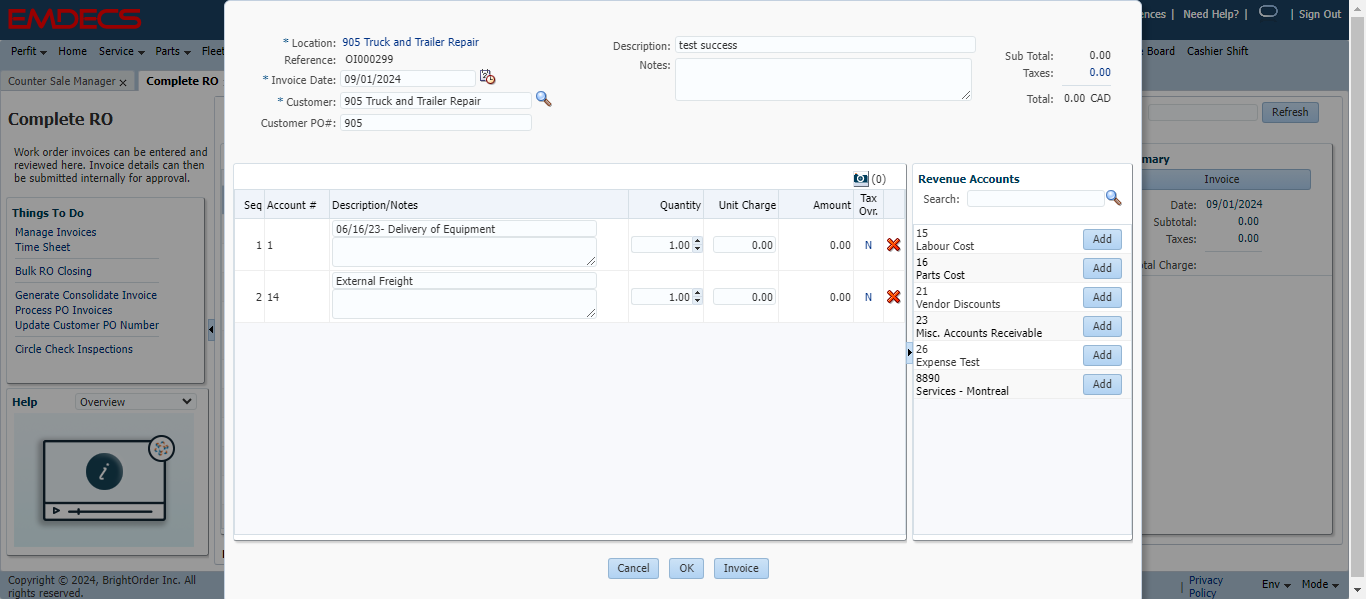 EMDECS
ences | Need Help? | | Sign Out
Perfit Home Service Parts Fleet
Board Cashier Shift
Counter Sale Manager × Complete RO
Complete RO
Work order invoices can be entered and
reviewed here. Invoice details can then
be submitted internally for approval.
Things To Do
Manage Invoices
Time Sheet
Bulk RO Closing
Generate Consolidate Invoice
Process PO Invoices
Update Customer PO Number
Circle Check Inspections
Help Overview
* Location: 905 Truck and Trailer Repair
Reference: OI000299
* Invoice Date: 09/01/2024
* Customer: 905 Truck and Trailer Repair
Customer PO#: 905
Description: test success
Notes:
Sub Total: 0.00
Taxes: 0.00
Total: 0.00 CAD
(0)
Seq Account # Description/Notes Quantity Unit Charge Amount Tax Ovr.
1 1 06/16/23- Delivery of Equipment 1.00 0.00 0.00 N
2 14 External Freight 1.00 0.00 0.00 N
Revenue Accounts
Search:
15
Labour Cost Add
16
Parts Cost Add
21
Vendor Discounts Add
23
Misc. Accounts Receivable Add
26
Expense Test Add
8890
Services - Montreal Add
Cancel OK Invoice
Refresh
mary
Invoice
Date: 09/01/2024
Subtotal: 0.00
Taxes: 0.00
tal Charge:
Copyright © 2024, BrightOrder Inc. All
rights reserved.
| Privacy
Policy
Env Mode